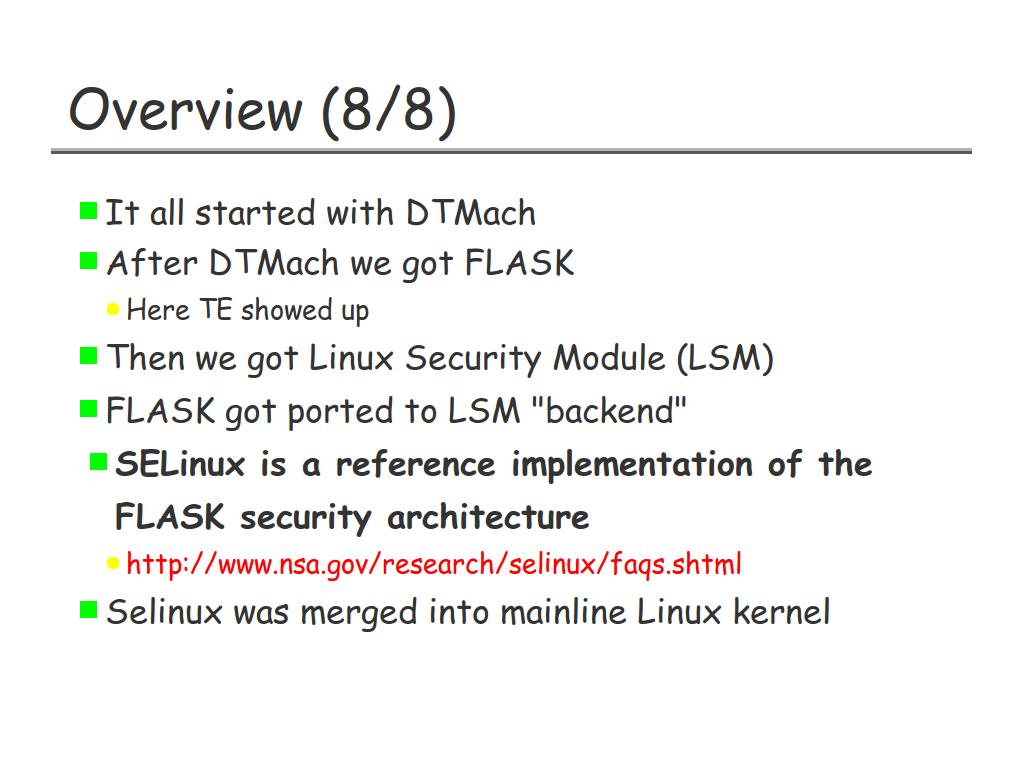 Overview (8/8)
It all started with DTMach
After DTMach we got FLASK
Here TE showed up
Then we got Linux Security Module (LSM)
FLASK got ported to LSM "backend"
SELinux is a reference implementation of the
FLASK security architecture
http://www.nsa.gov/research/selinux/faqs.shtml
Selinux was merged into mainline Linux kernel